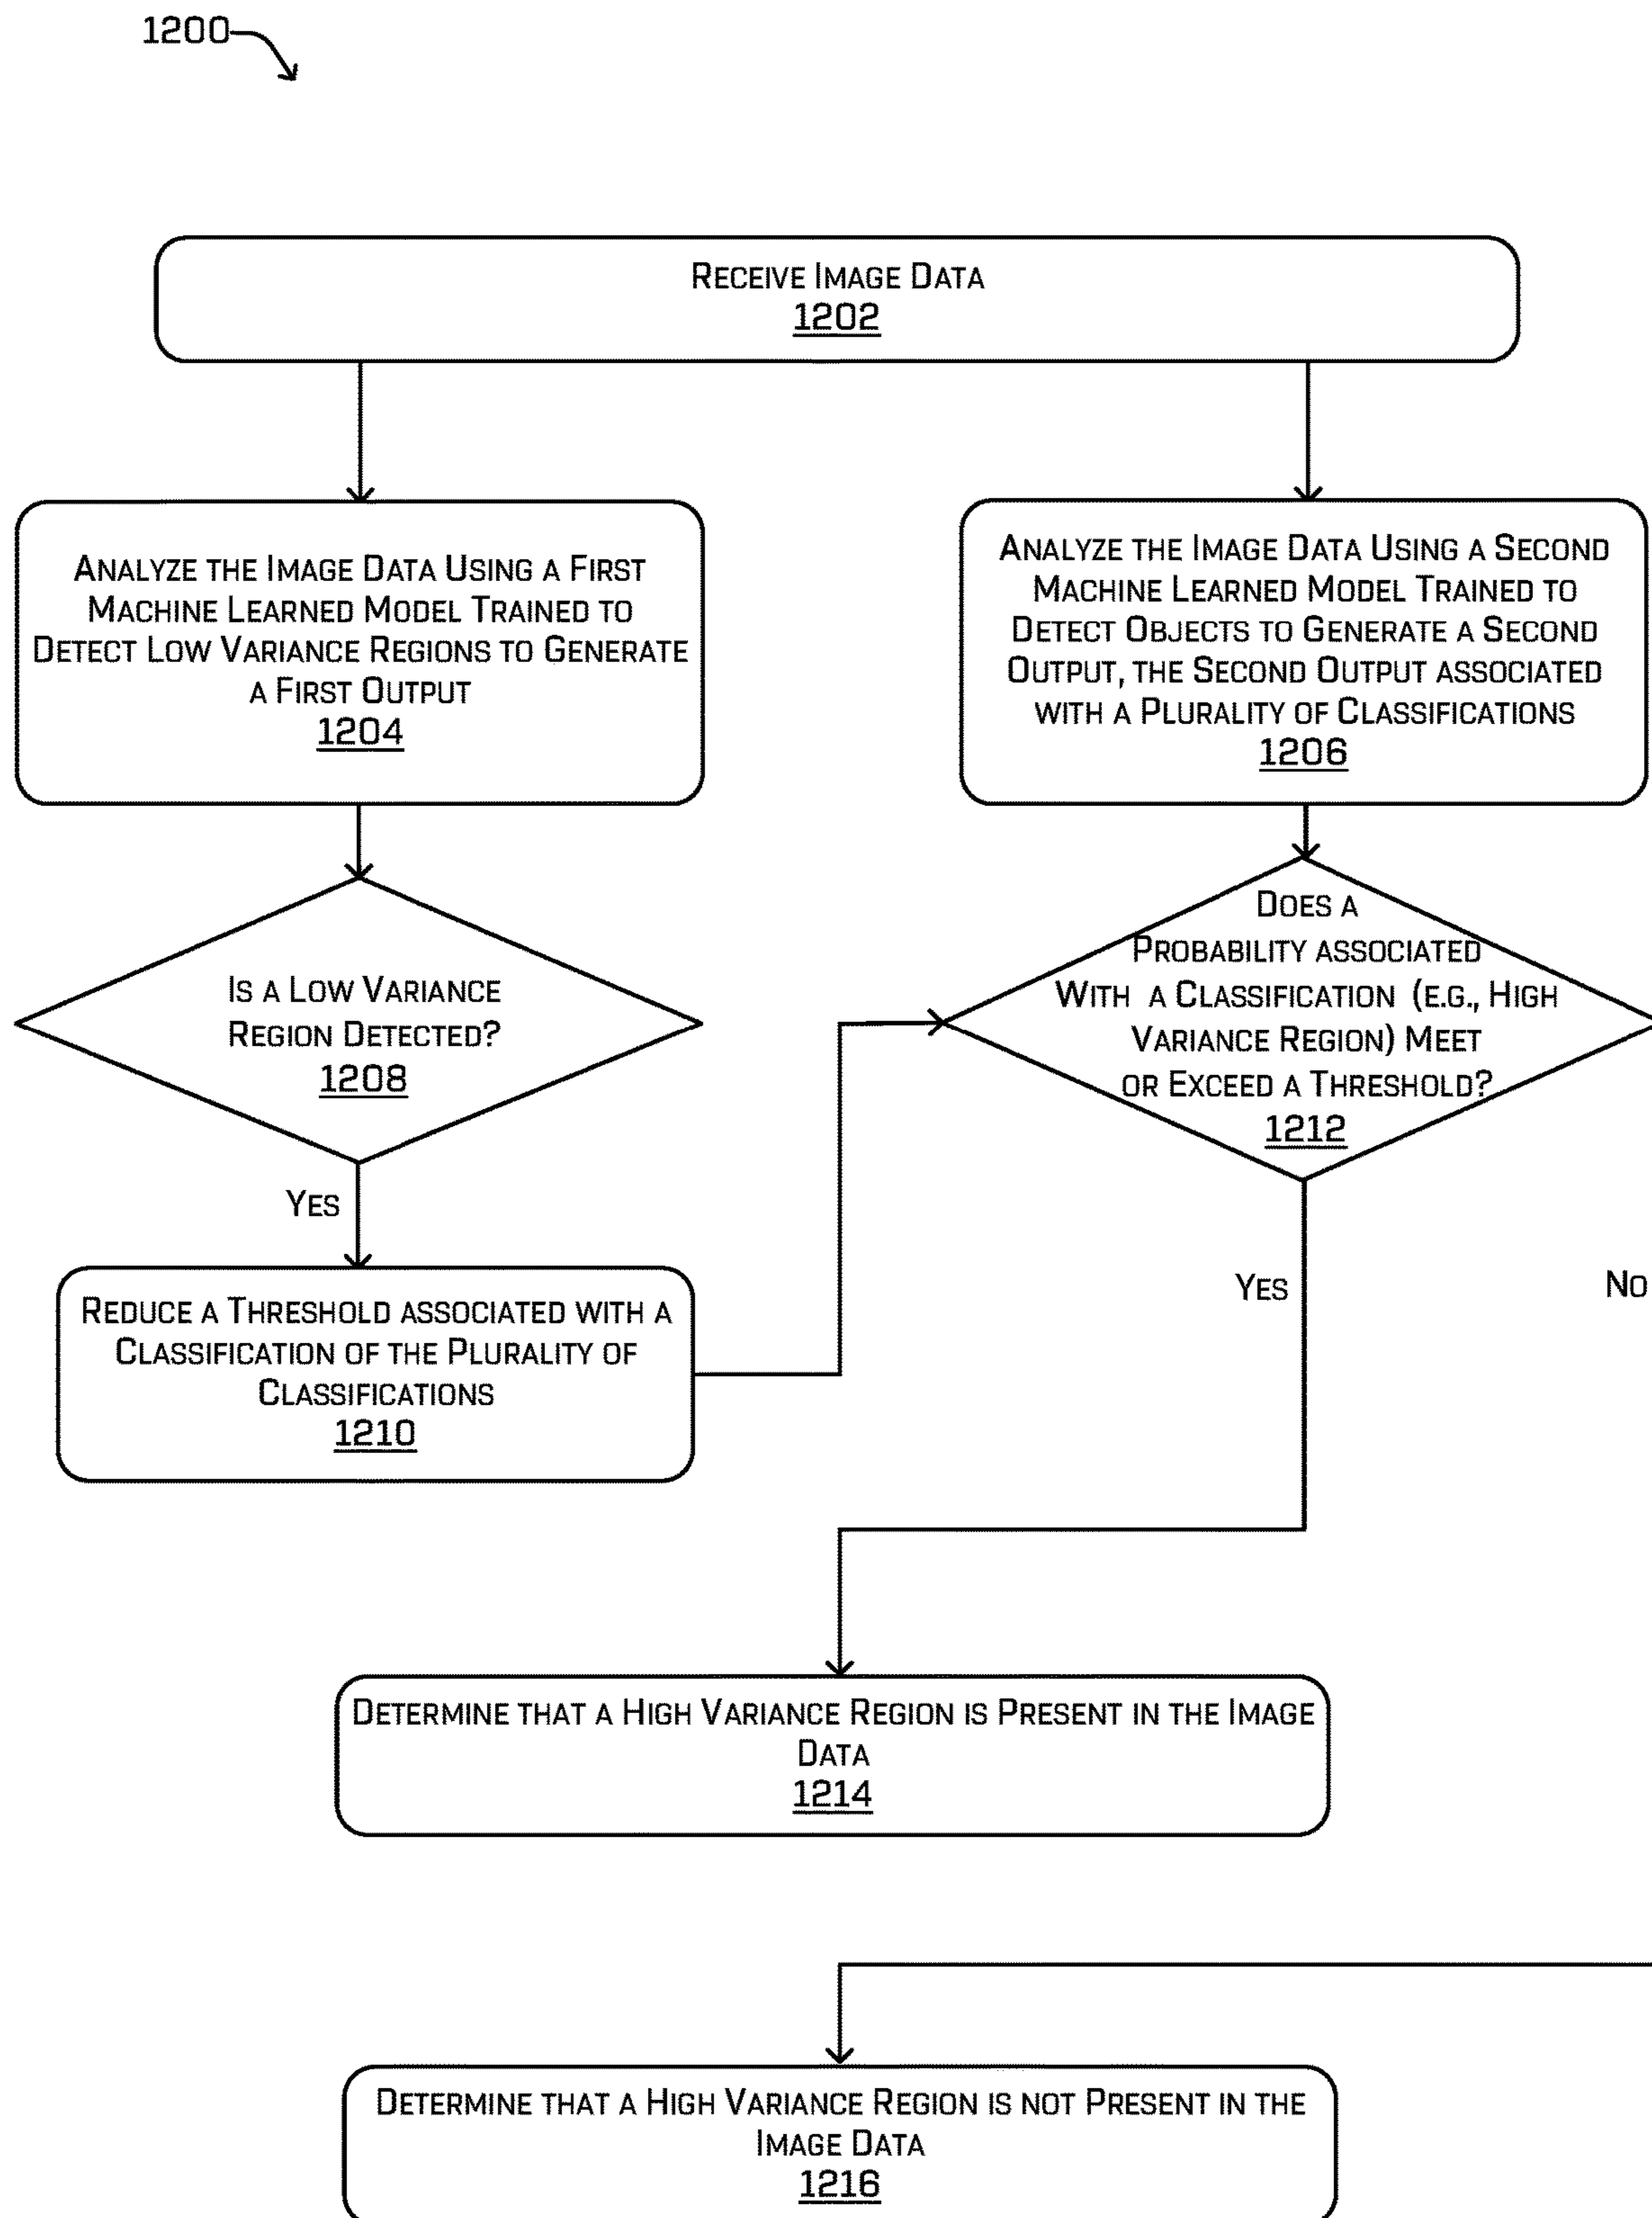 1200
Receive Image Data
1202
Analyze the Image Data Using a First
Machine Learned Model Trained to
Detect Low Variance Regions to Generate
a First Output
1204
Analyze the Image Data Using a Second
Machine Learned Model Trained to
Detect Objects to Generate a Second
Output, the Second Output associated
with a Plurality of Classifications
1206
Is a Low Variance
Region Detected?
1208
Does a
Probability associated
With a Classification (e.g., High
Variance Region) Meet
or Exceed a Threshold?
1212
Yes
Reduce a Threshold associated with a
Classification of the Plurality of
Classifications
1210
Yes
No
Determine that a High Variance Region is Present in the Image
Data
1214
Determine that a High Variance Region is not Present in the
Image Data
1216